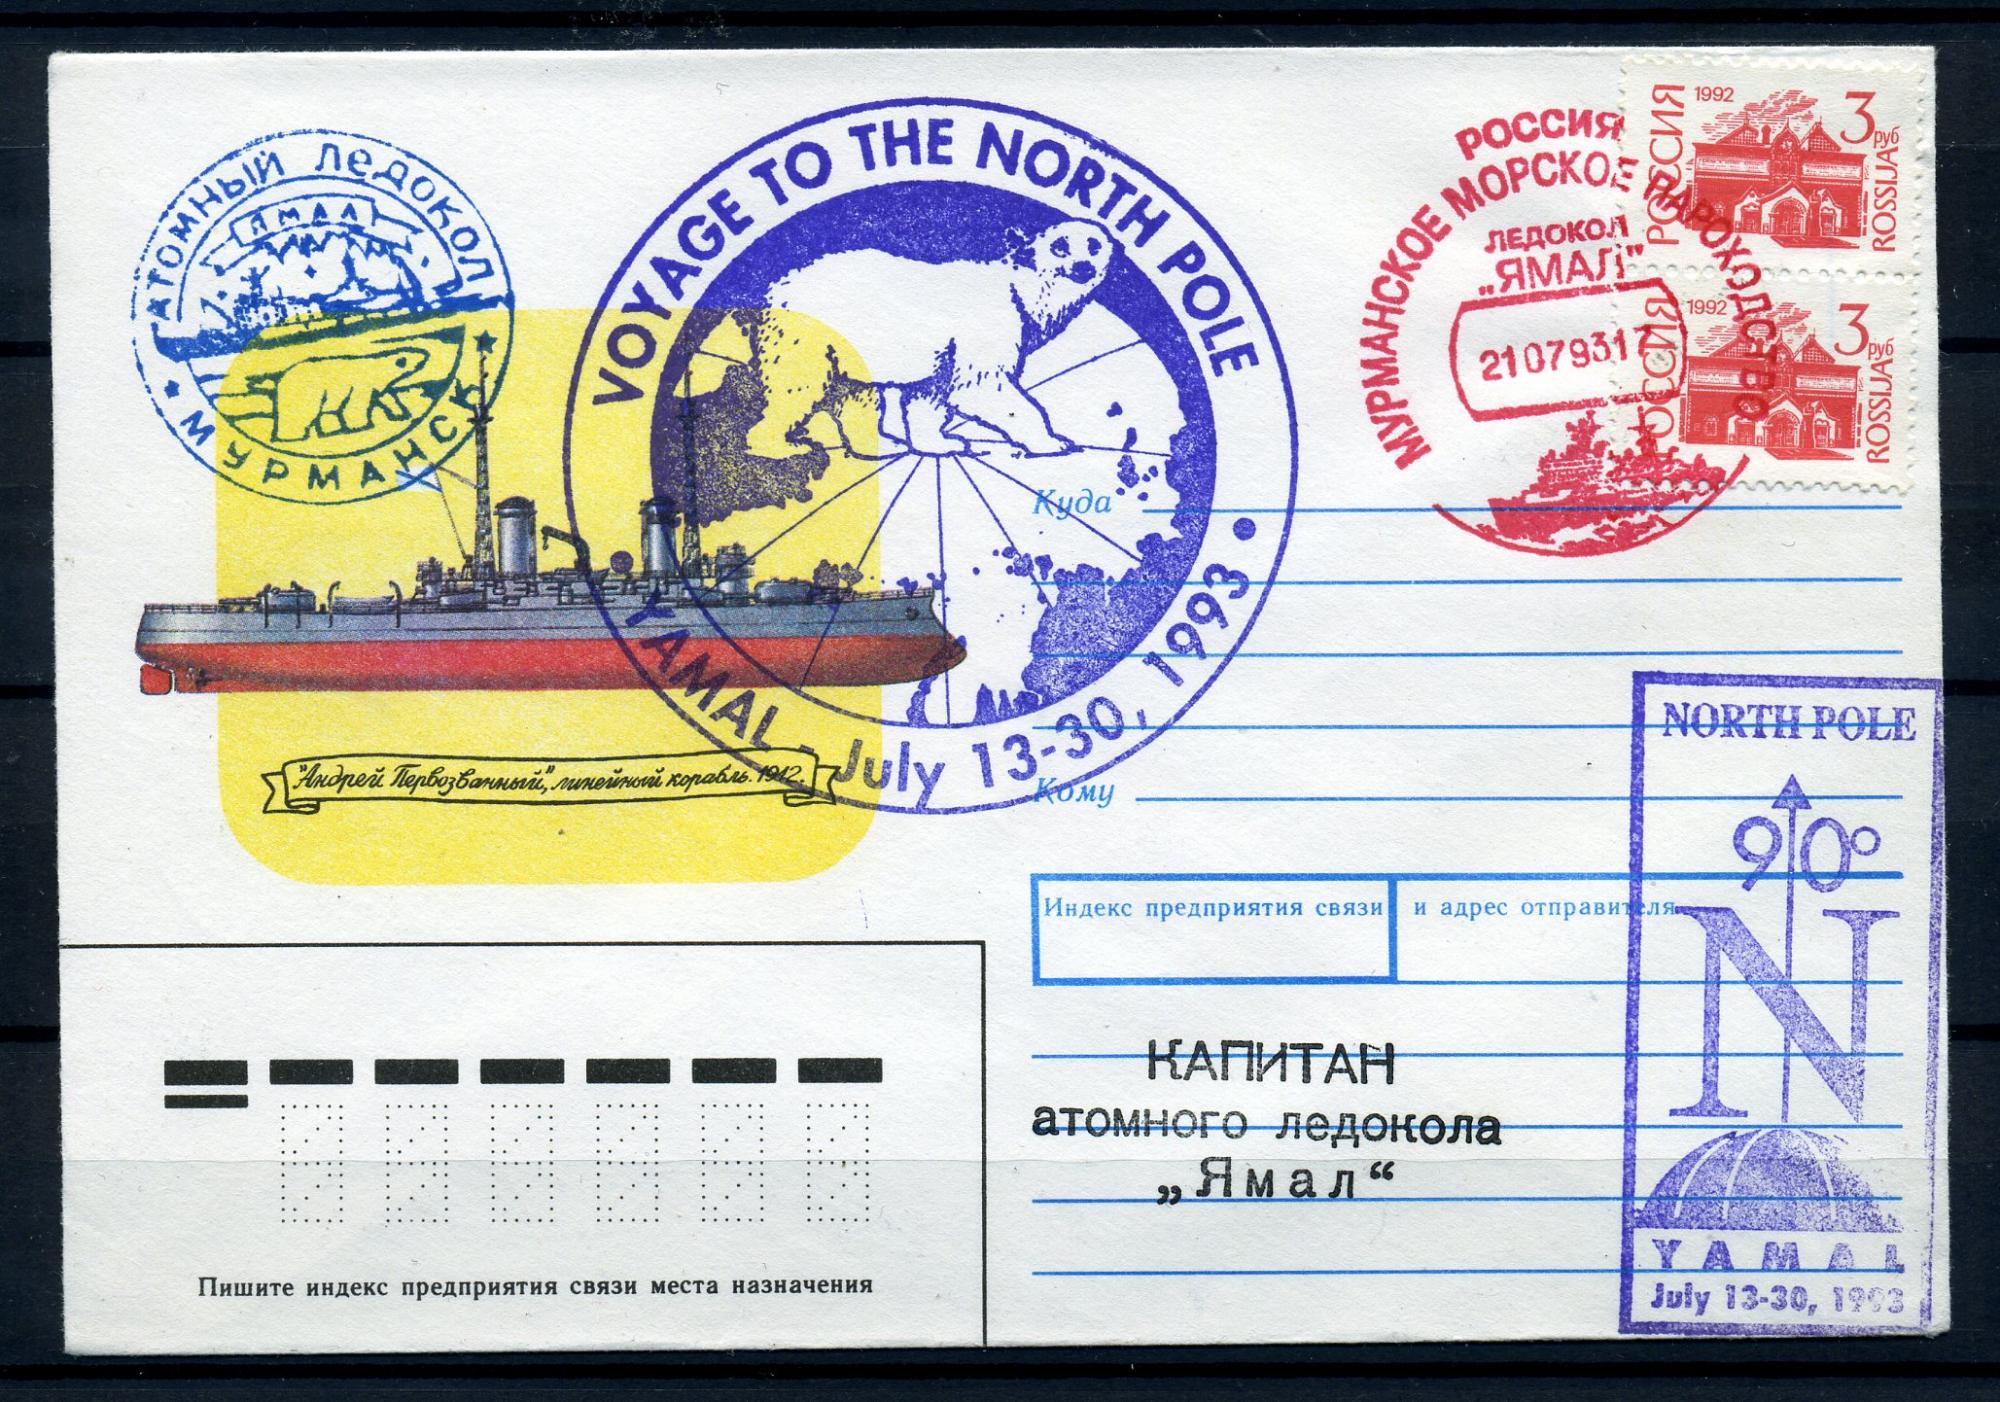 АТОМНЫЙ ЛЕДОКОЛ
ЯМАЛ
★ МУРМАНСК ★
VOYAGE TO THE NORTH POLE
• YAMAL - July 13-30, 1993 •
РОССИЯ
МУРМАНСКОЕ МОРСКОЕ ПАРОХОДСТВО
ЛЕДОКОЛ
„ЯМАЛ"
21079317
РОССИЯ
1992
3 руб
ROSSIJA
РОССИЯ
1992
3 руб
ROSSIJA
"Андрей Первозванный", линейный корабль. 1912.
Куда
Кому
Индекс предприятия связи и адрес отправителя
КАПИТАН
атомного ледокола
„Ямал“
NORTH POLE
90°
N
YAMAL
July 13-30, 1993
Пишите индекс предприятия связи места назначения